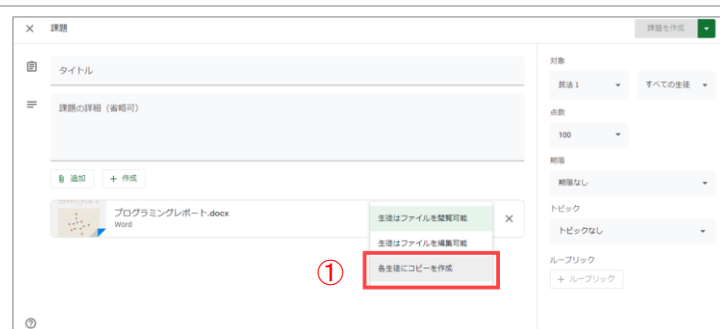 課題
課題を作成
タイトル
課題の詳細（省略可）
追加
+ 作成
プログラミングレポート.docx
Word
生徒はファイルを閲覧可能
生徒はファイルを編集可能
各生徒にコピーを作成
①
対象
民法 1
すべての生徒
点数
100
期限
期限なし
トピック
トピックなし
ルーブリック
+ ルーブリック